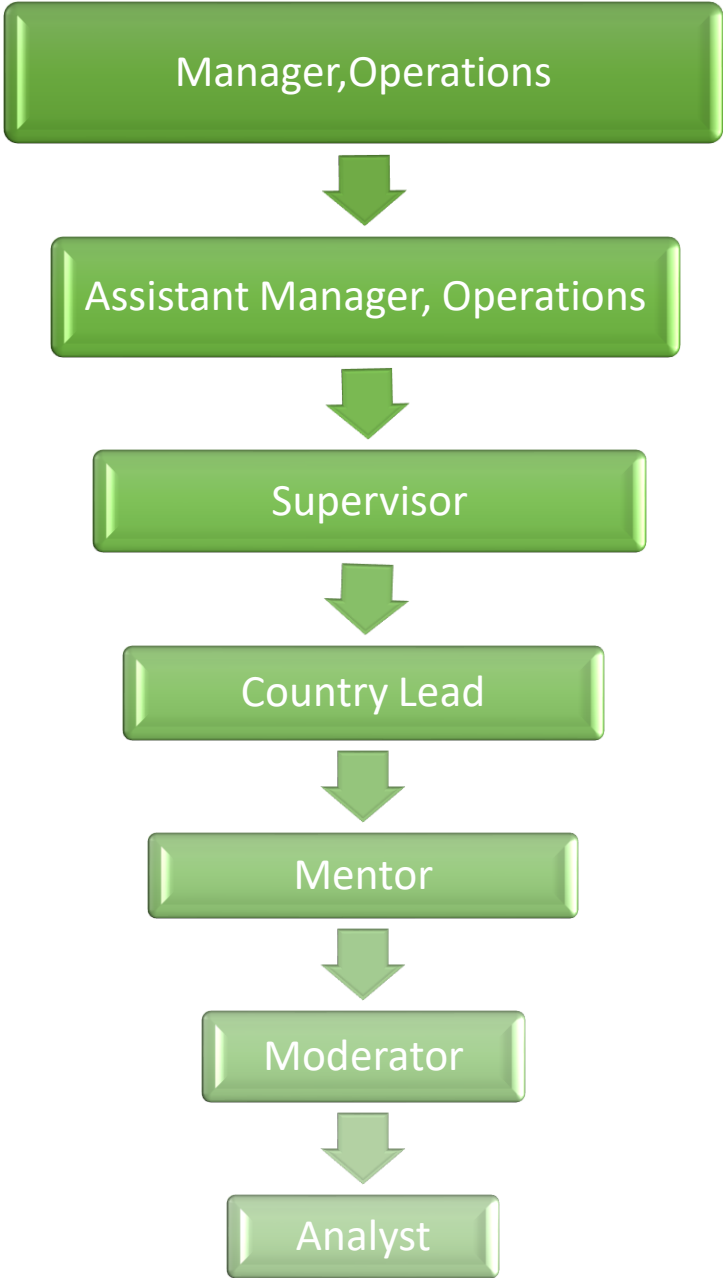 Manager,Operations
Assistant Manager, Operations
Supervisor
Country Lead
Mentor
Moderator
Analyst